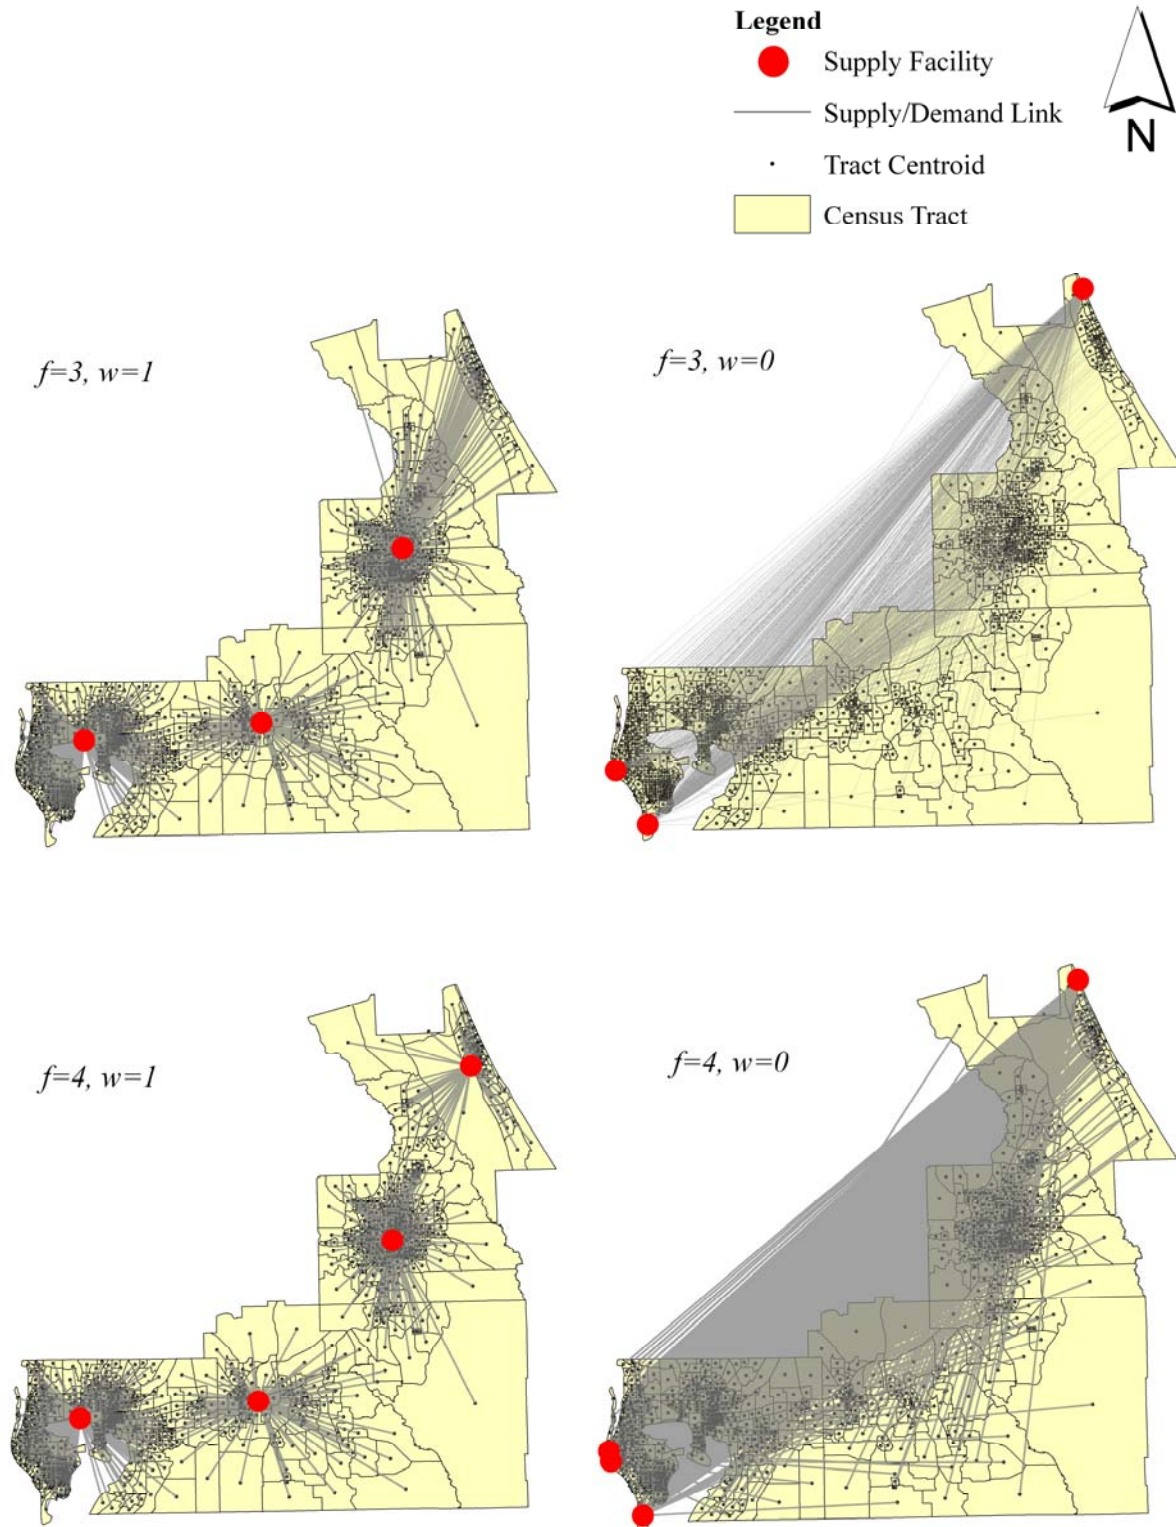 Legend
Supply Facility
Supply/Demand Link
Tract Centroid
Census Tract
N
f=3, w=1
f=3, w=0
f=4, w=1
f=4, w=0